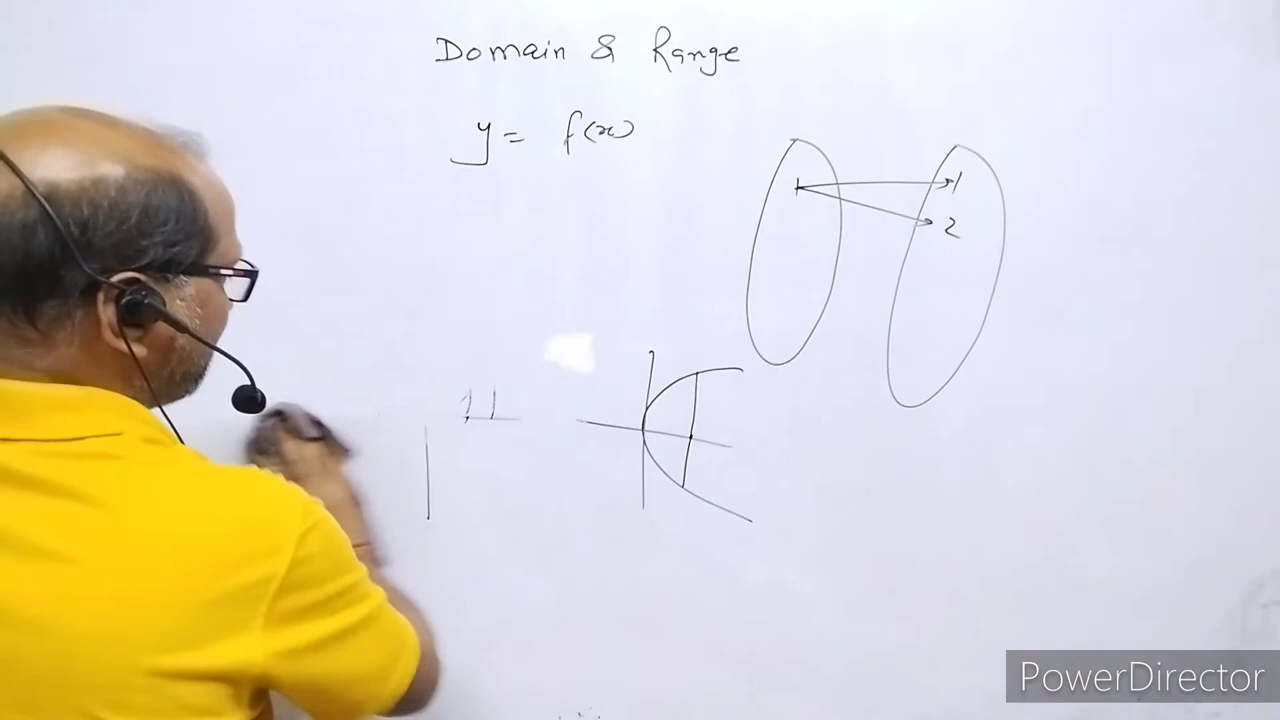 Domain & Range
y = f(x)
1
2
PowerDirector